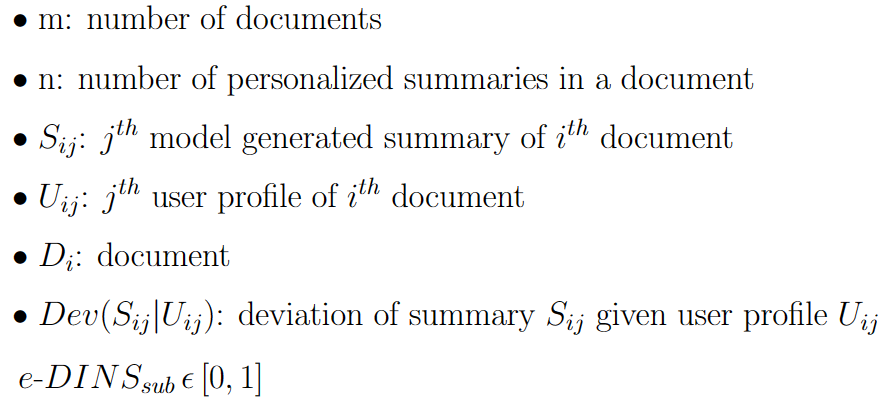 • m: number of documents
• n: number of personalized summaries in a document
• $S_{ij}$: $j^{th}$ model generated summary of $i^{th}$ document
• $U_{ij}$: $j^{th}$ user profile of $i^{th}$ document
• $D_i$: document
• $Dev(S_{ij}|U_{ij})$: deviation of summary $S_{ij}$ given user profile $U_{ij}$
$e$-$DINS_{sub} \, \epsilon \, [0, 1]$